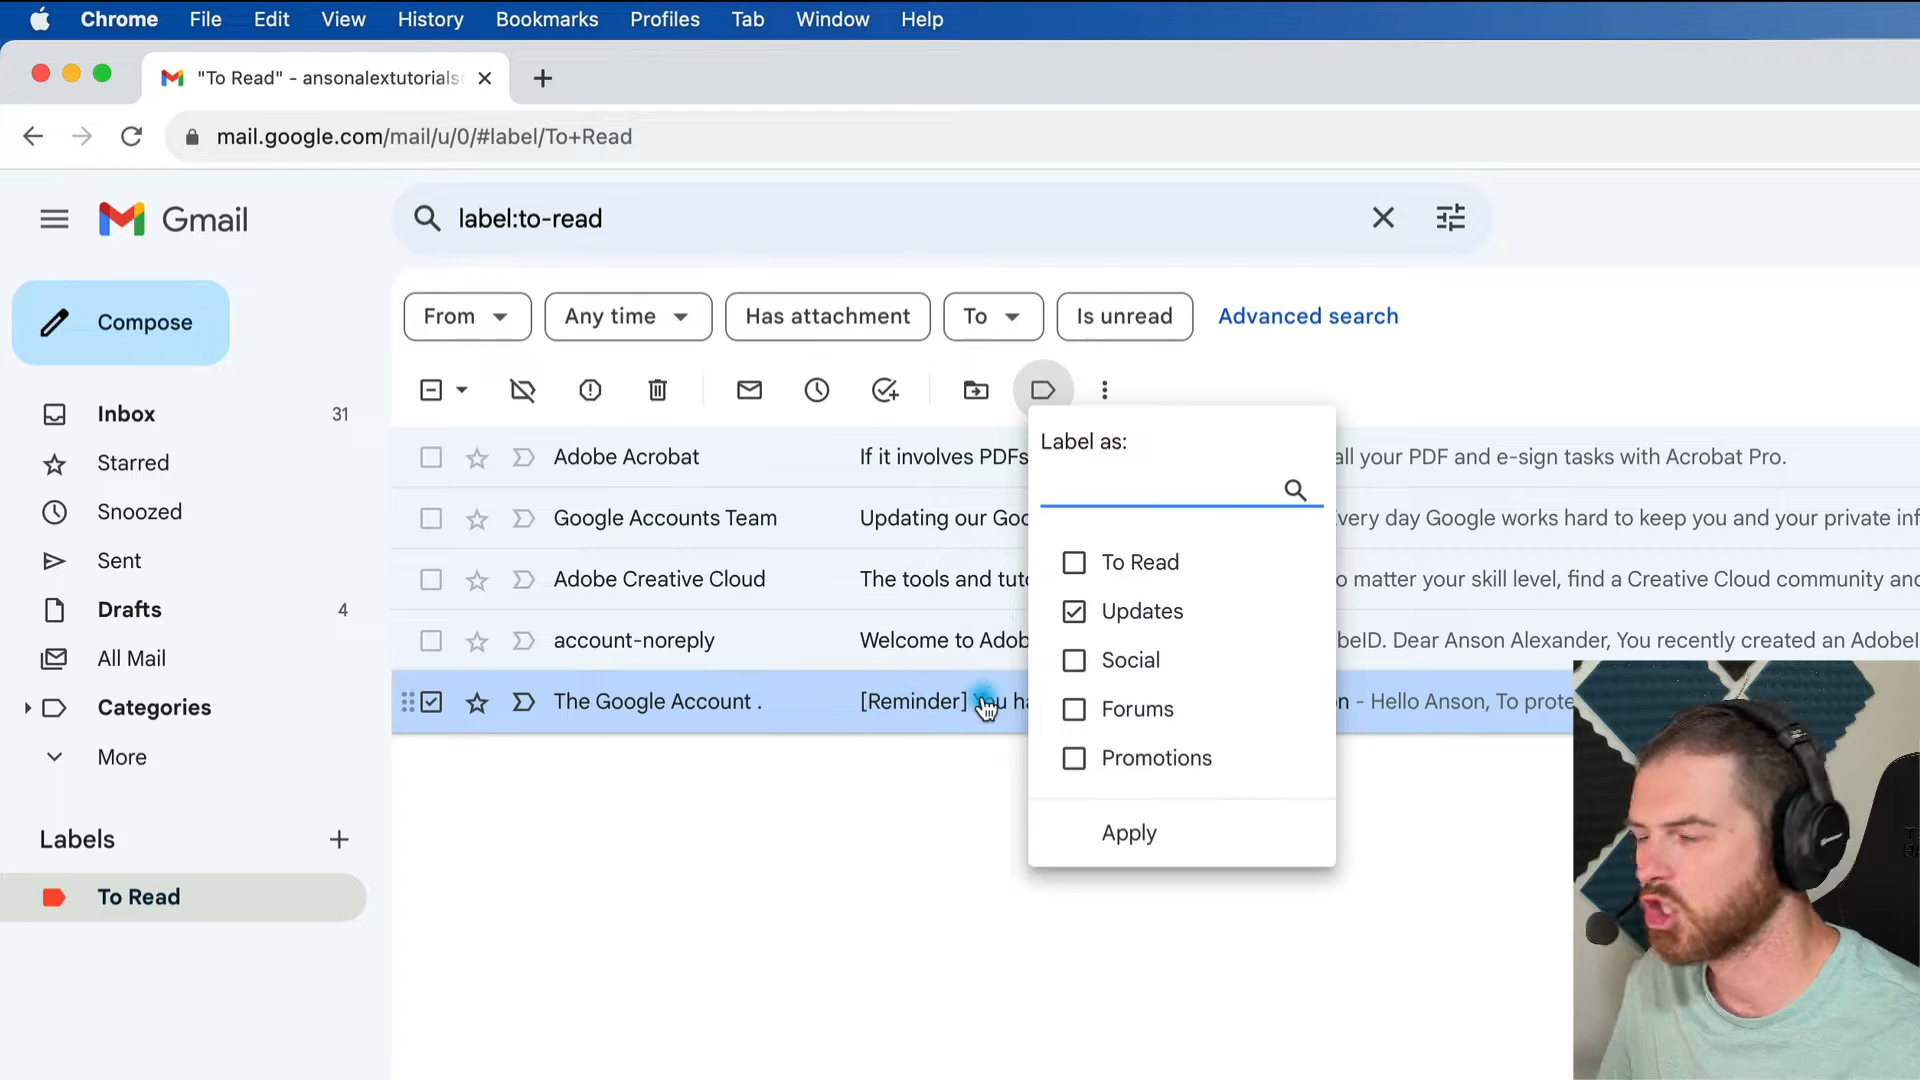 Chrome File Edit View History Bookmarks Profiles Tab Window Help
"To Read" - ansonalextutorials
mail.google.com/mail/u/0/#label/To+Read
Gmail
label:to-read
Compose
From Any time Has attachment To Is unread Advanced search
Inbox 31
Starred
Snoozed
Sent
Drafts 4
All Mail
Categories
More
Labels
To Read
Adobe Acrobat If it involves PDFs all your PDF and e-sign tasks with Acrobat Pro.
Google Accounts Team Updating our Goo Every day Google works hard to keep you and your private inf
Adobe Creative Cloud The tools and tuto o matter your skill level, find a Creative Cloud community and
account-noreply Welcome to Adob beID. Dear Anson Alexander, You recently created an AdobeI
The Google Account . [Reminder] You ha n - Hello Anson, To prote
Label as:
To Read
Updates
Social
Forums
Promotions
Apply